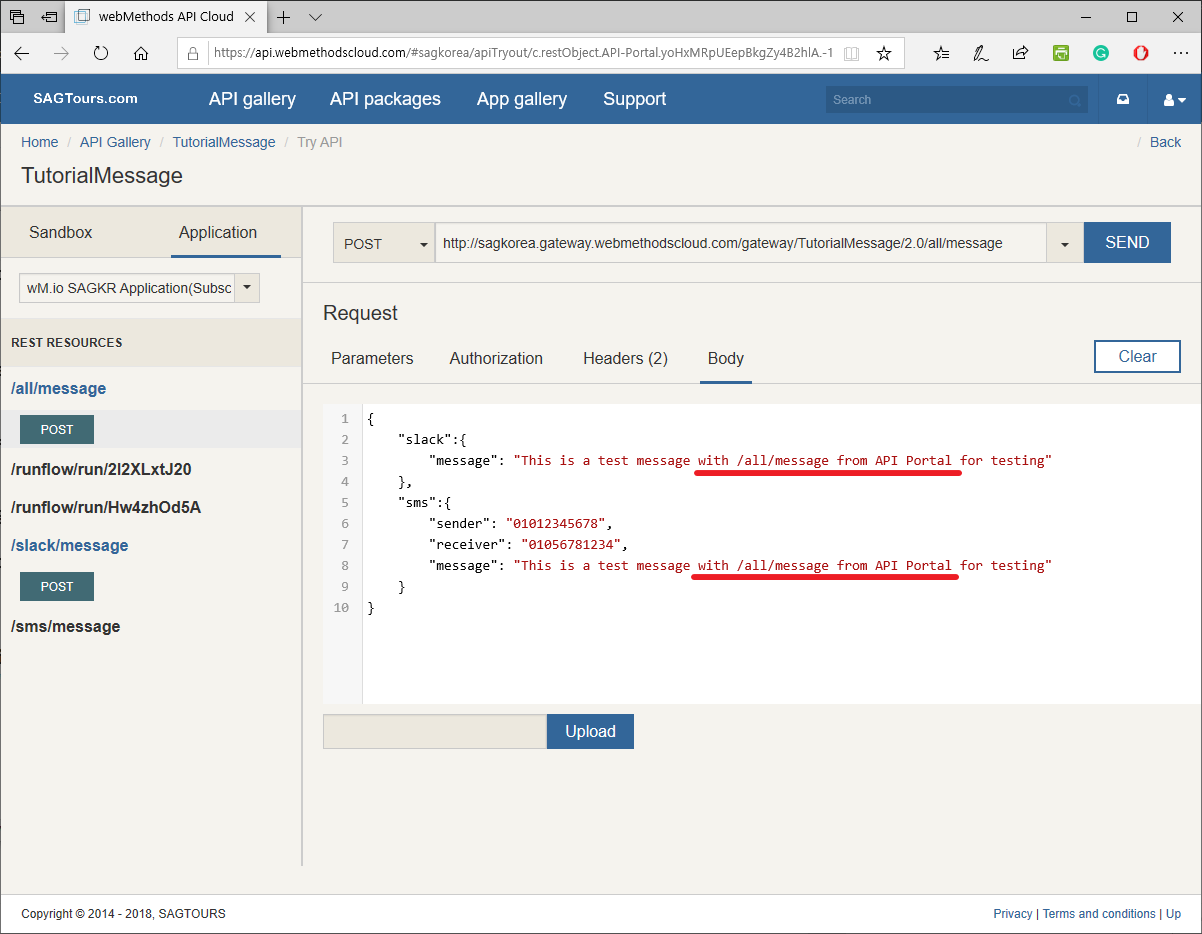 webMethods API Cloud
https://api.webmethodscloud.com/#sagkorea/apiTryout/c.restObject.API-Portal.yoHxMRpUEepBkgZy4B2hlA.-1
SAGTours.com
API gallery
API packages
App gallery
Support
Search
Home / API Gallery / TutorialMessage / Try API
/ Back
TutorialMessage
Sandbox
Application
wM.io SAGKR Application(Subsc
REST RESOURCES
/all/message
POST
/runflow/run/2I2XLxtJ20
/runflow/run/Hw4zhOd5A
/slack/message
POST
/sms/message
POST
http://sagkorea.gateway.webmethodscloud.com/gateway/TutorialMessage/2.0/all/message
SEND
Request
Parameters
Authorization
Headers (2)
Body
Clear
1 {
2 "slack":{
3 "message": "This is a test message with /all/message from API Portal for testing"
4 },
5 "sms":{
6 "sender": "01012345678",
7 "receiver": "01056781234",
8 "message": "This is a test message with /all/message from API Portal for testing"
9 }
10 }
Upload
Copyright © 2014 - 2018, SAGTOURS
Privacy | Terms and conditions | Up